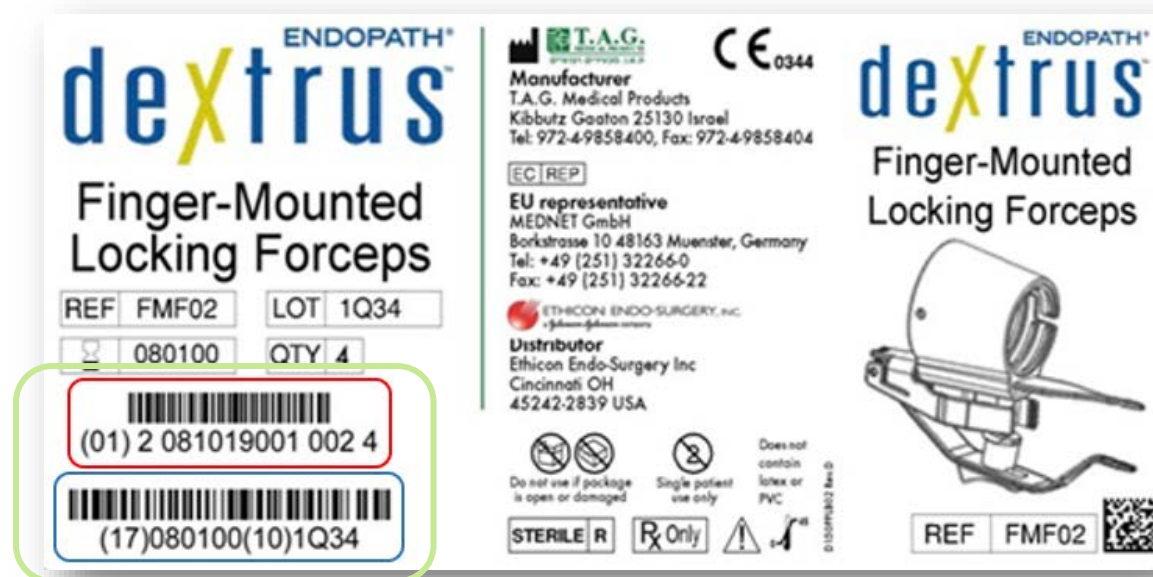 ENDOPATH®
dextrus™
Finger-Mounted
Locking Forceps
REF FMF02 LOT 1Q34
080100 QTY 4
(01) 2 081019001 002 4
(17)080100(10)1Q34
T.A.G.
CE 0344
Manufacturer
T.A.G. Medical Products
Kibbutz Gaaton 25130 Israel
Tel: 972-4-9858400, Fax: 972-4-9858404
EC REP
EU representative
MEDNET GmbH
Borkstrasse 10 48163 Muenster, Germany
Tel: +49 (251) 32266-0
Fax: +49 (251) 32266-22
ETHICON ENDO-SURGERY, INC.
a Johnson & Johnson company
Distributor
Ethicon Endo-Surgery Inc
Cincinnati OH
45242-2839 USA
Do not use if package
is open or damaged
Single patient
use only
Does not
contain
latex or
PVC
STERILE R
Rx Only
ENDOPATH®
dextrus™
Finger-Mounted
Locking Forceps
REF FMF02